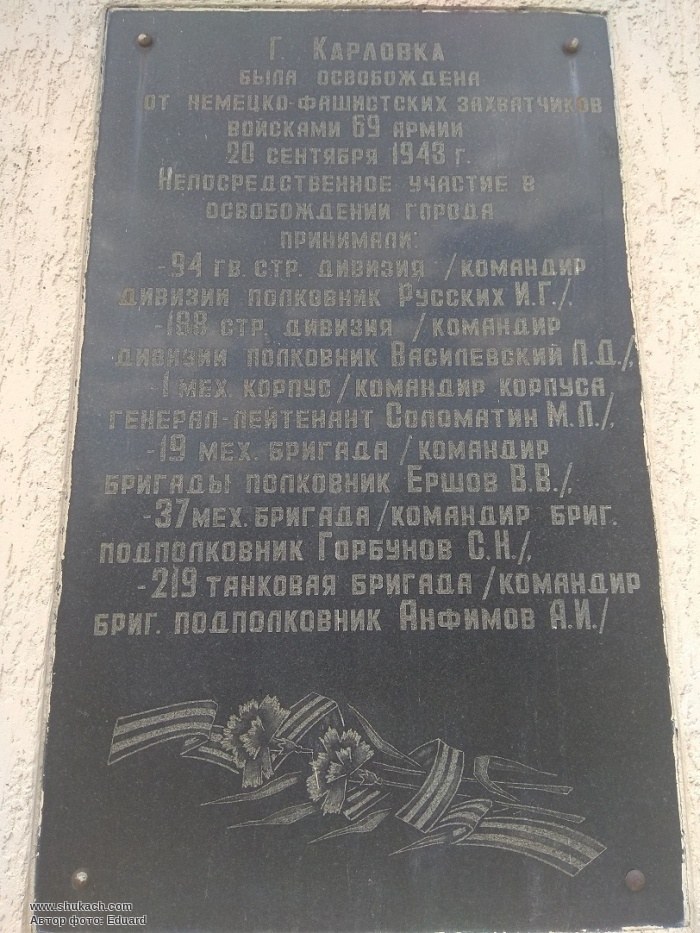 Г. Карловка
была освобождена
от немецко-фашистских захватчиков
войсками 69 армии
20 сентября 1943 г.
Непосредственное участие в
освобождении города
принимали:
-94 гв. стр. дивизия /командир
дивизии полковник Русских И.Г./,
-188 стр. дивизия /командир
дивизии полковник Василевский П.Д./,
-1 мех. корпус/командир корпуса
генерал-лейтенант Соломатин М.П./,
-19 мех. бригада /командир
бригады полковник Ершов В.В./,
-37 мех. бригада/командир бриг.
подполковник Горбунов С.Н./,
-219 танковая бригада /командир
бриг. подполковник Анфимов А.И./
www.shukach.com
Автор фото: Eduard